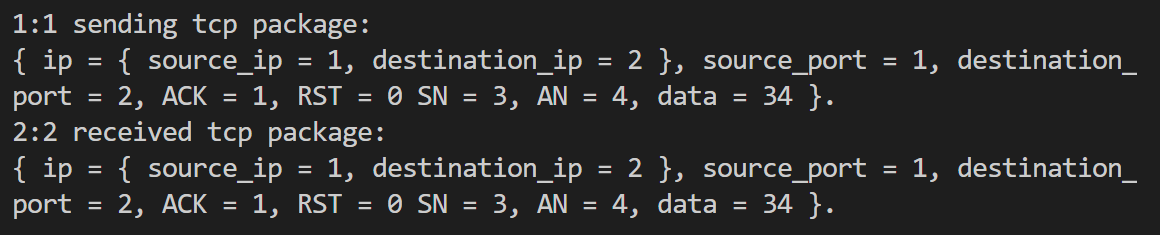 1:1 sending tcp package:
{ ip = { source_ip = 1, destination_ip = 2 }, source_port = 1, destination_
port = 2, ACK = 1, RST = 0 SN = 3, AN = 4, data = 34 }.
2:2 received tcp package:
{ ip = { source_ip = 1, destination_ip = 2 }, source_port = 1, destination_
port = 2, ACK = 1, RST = 0 SN = 3, AN = 4, data = 34 }.